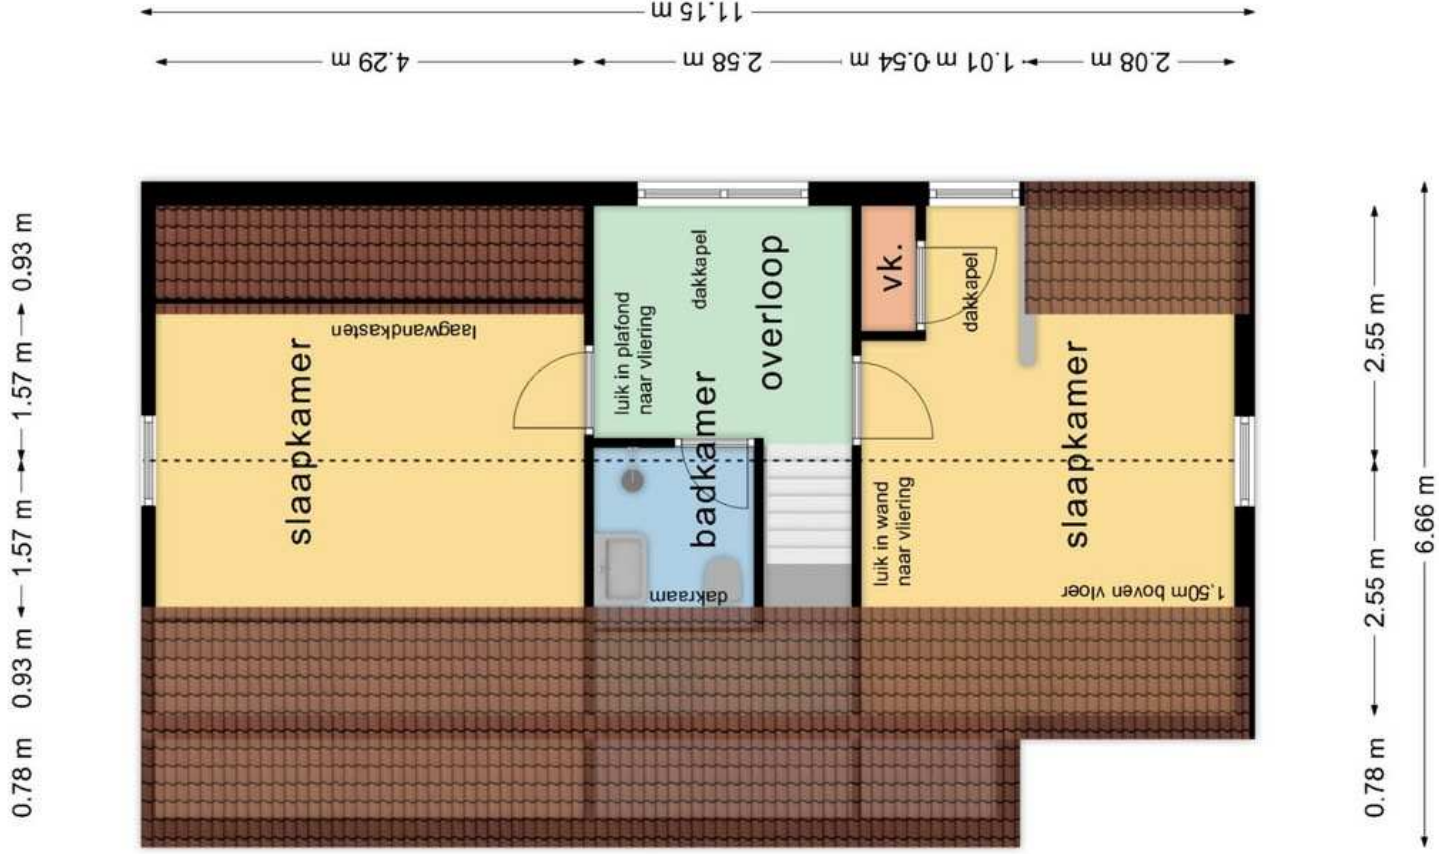 11.15 m
4.29 m
2.58 m
0.54 m
1.01 m
2.08 m
0.93 m
1.57 m
1.57 m
0.93 m
0.78 m
slaapkamer
laagwandkasten
luik in plafond
naar vliering
dakkapel
overloop
badkamer
dakraam
vk.
dakkapel
luik in wand
naar vliering
slaapkamer
1,50m boven vloer
2.55 m
2.55 m
0.78 m
6.66 m